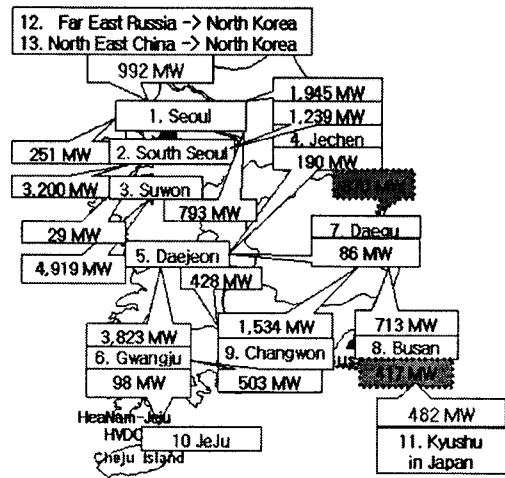 12. Far East Russia -> North Korea
13. North East China -> North Korea
992 MW
1,945 MW
1. Seoul
1,239 MW
2. South Seoul
4. Jechen
251 MW
190 MW
3,200 MW
3. Suwon
793 MW
7. Daegu
29 MW
5. Daejeon
86 MW
4,919 MW
428 MW
3,823 MW
1,534 MW
713 MW
6. Gwangju
9. Changwon
8. Busan
98 MW
503 MW
417 MW
HeaNam-Jeju
HVDC
10 JeJu
482 MW
Cheju Island
11. Kyushu
in Japan